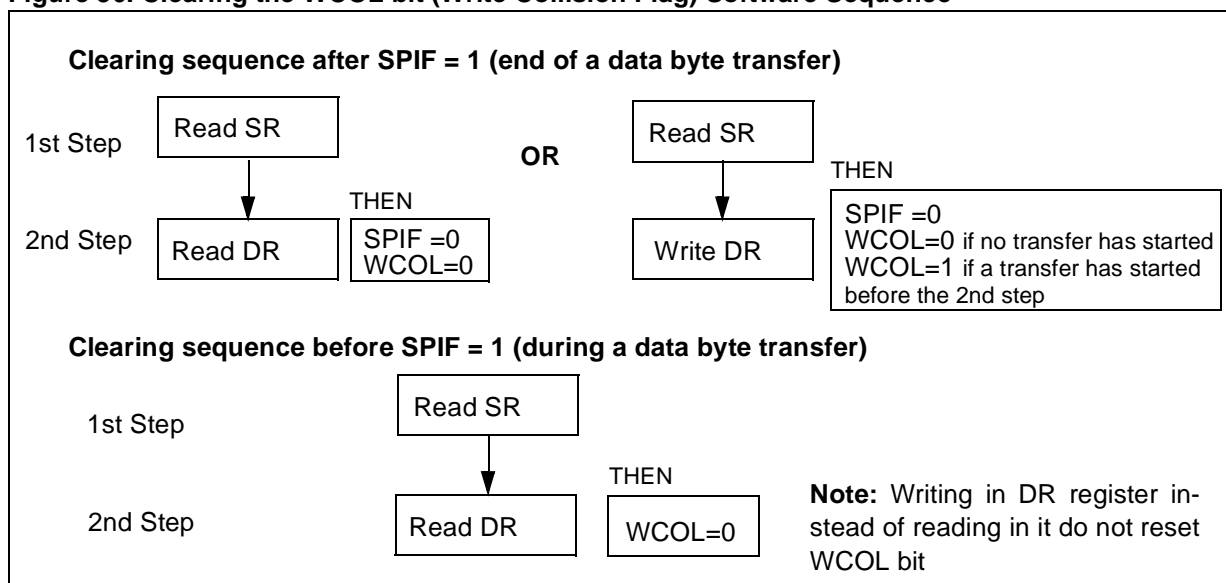 Clearing sequence after SPIF = 1 (end of a data byte transfer)
1st Step
Read SR
OR
Read SR
THEN
THEN
2nd Step
Read DR
SPIF =0
WCOL=0
Write DR
SPIF =0
WCOL=0 if no transfer has started
WCOL=1 if a transfer has started
before the 2nd step
Clearing sequence before SPIF = 1 (during a data byte transfer)
1st Step
Read SR
THEN
2nd Step
Read DR
WCOL=0
Note: Writing in DR register in-
stead of reading in it do not reset
WCOL bit